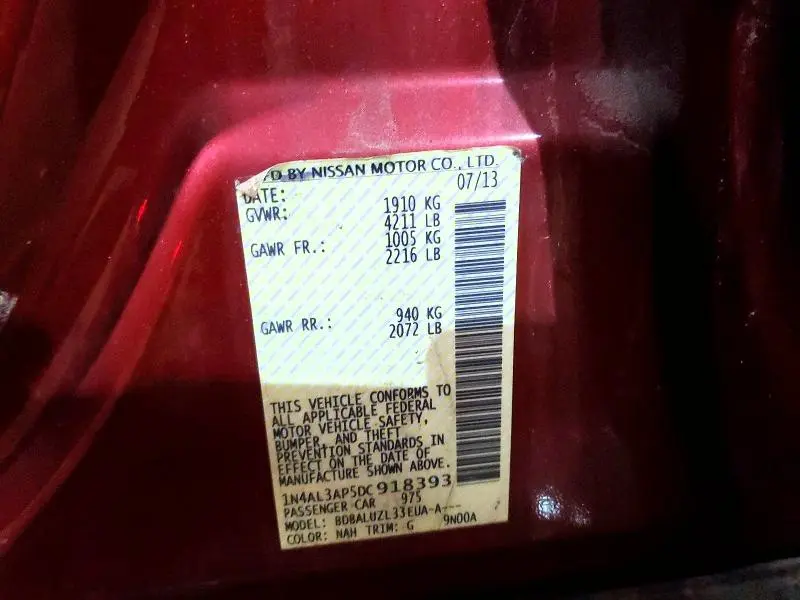 FD BY NISSAN MOTOR CO., LTD.
DATE: 07/13
GVWR: 1910 KG
4211 LB
GAWR FR.: 1005 KG
2216 LB
GAWR RR.: 940 KG
2072 LB
THIS VEHICLE CONFORMS TO
ALL APPLICABLE FEDERAL
MOTOR VEHICLE SAFETY,
BUMPER, AND THEFT
PREVENTION STANDARDS IN
EFFECT ON THE DATE OF
MANUFACTURE SHOWN ABOVE.
1N4AL3AP5DC918393
PASSENGER CAR 975
MODEL: BDBALUZL33EUA-A---
COLOR: NAH TRIM: G 9N00A